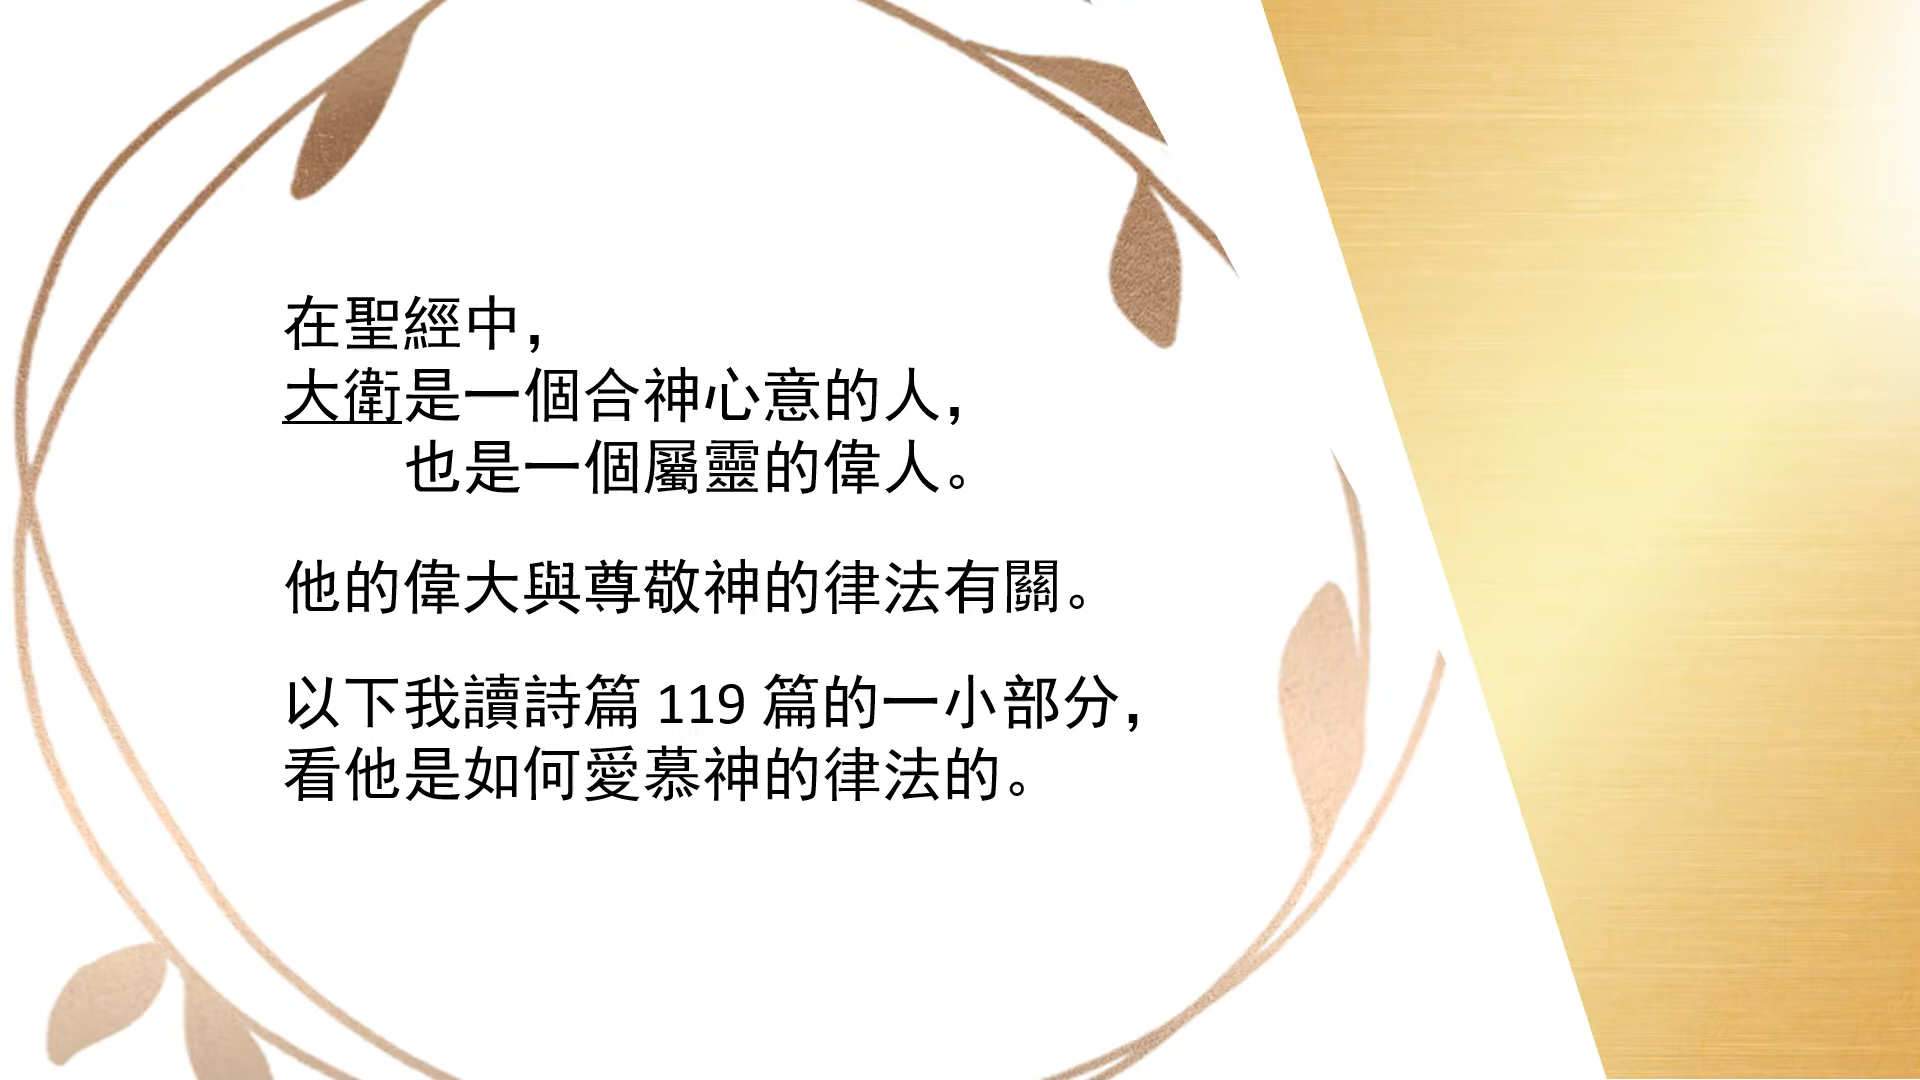 在聖經中，
大衛是一個合神心意的人，
也是一個屬靈的偉人。
他的偉大與尊敬神的律法有關。
以下我讀詩篇 119 篇的一小部分，
看他是如何愛慕神的律法的。